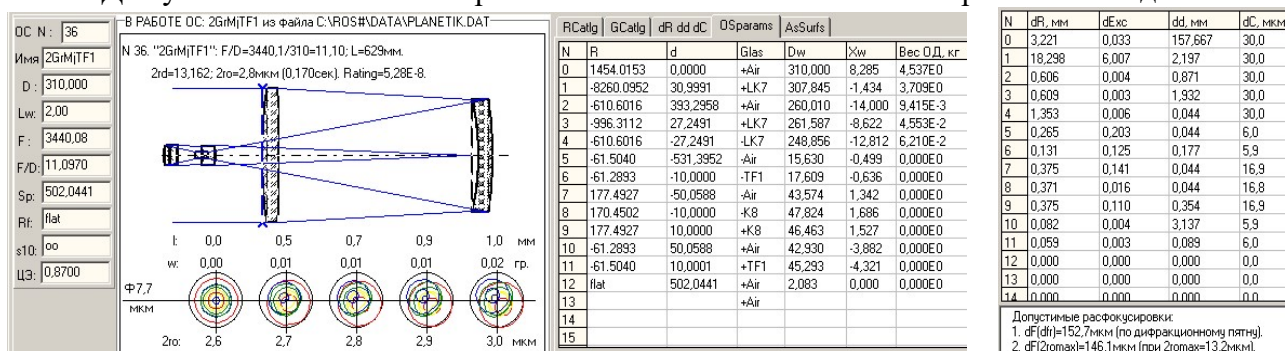 ОС N : 36
Имя 2GrMjTF1
D : 310,000
Lw: 2,00
F : 3440,08
F/D: 11,0970
Sp: 502,0441
Rf: flat
s10: oo
ЦЭ: 0,8700
В РАБОТЕ ОС: 2GrMjTF1 из файла C:\ROS#\DATA\PLANETIK.DAT
N 36. "2GrMjTF1": F/D=3440,1/310=11,10; L=629мм.
2rd=13,162; 2ro=2,8мкм (0,170сек). Rating=5,28E-8.
l: 0,0 0,5 0,7 0,9 1,0 мм
w: 0,00 0,01 0,01 0,01 0,02 гр.
Ф7,7
мкм
2ro: 2,6 2,7 2,8 2,9 3,0 мкм
RCatlg GCatlg dR dd dC OSparams AsSurfs
N R d Glas Dw Xw Вес ОД, кг
0 1454.0153 0,0000 +Air 310,000 8,285 4,537E0
1 -8260.0952 30,9991 +LK7 307,845 -1,434 3,709E0
2 -610.6016 393,2958 +Air 260,010 -14,000 9,415E-3
3 -996.3112 27,2491 +LK7 261,587 -8,622 4,553E-2
4 -610.6016 -27,2491 -LK7 248,856 -12,812 6,210E-2
5 -61.5040 -531,3952 -Air 15,630 -0,499 0,000E0
6 -61.2893 -10,0000 -TF1 17,609 -0,636 0,000E0
7 177.4927 -50,0588 -Air 43,574 1,342 0,000E0
8 170.4502 -10,0000 -K8 47,824 1,686 0,000E0
9 177.4927 10,0000 +K8 46,463 1,527 0,000E0
10 -61.2893 50,0588 +Air 42,930 -3,882 0,000E0
11 -61.5040 10,0001 +TF1 45,293 -4,321 0,000E0
12 flat 502,0441 +Air 2,083 0,000 0,000E0
13 +Air
14
15
N dR, мм dExc dd, мм dC, мкм
0 3,221 0,033 157,667 30,0
1 18,298 6,007 2,197 30,0
2 0,606 0,004 0,871 30,0
3 0,609 0,003 1,932 30,0
4 1,353 0,006 0,044 30,0
5 0,265 0,203 0,044 6,0
6 0,131 0,125 0,177 5,9
7 0,375 0,141 0,044 16,9
8 0,371 0,016 0,044 16,8
9 0,375 0,110 0,354 16,9
10 0,082 0,004 3,137 5,9
11 0,059 0,003 0,089 6,0
12 0,000 0,000 0,000 0,0
13 0,000 0,000 0,000 0,0
14 0,000 0,000 0,000 0,0
Допустимые расфокусировки:
1. dF(dfr)=152,7мкм (по дифракционному пятну).
2. dF(2romax)=146,1мкм (при 2romax=13,2мкм).